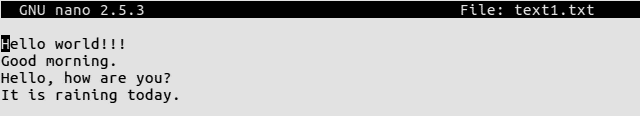 GNU nano 2.5.3 File: text1.txt
Hello world!!!
Good morning.
Hello, how are you?
It is raining today.